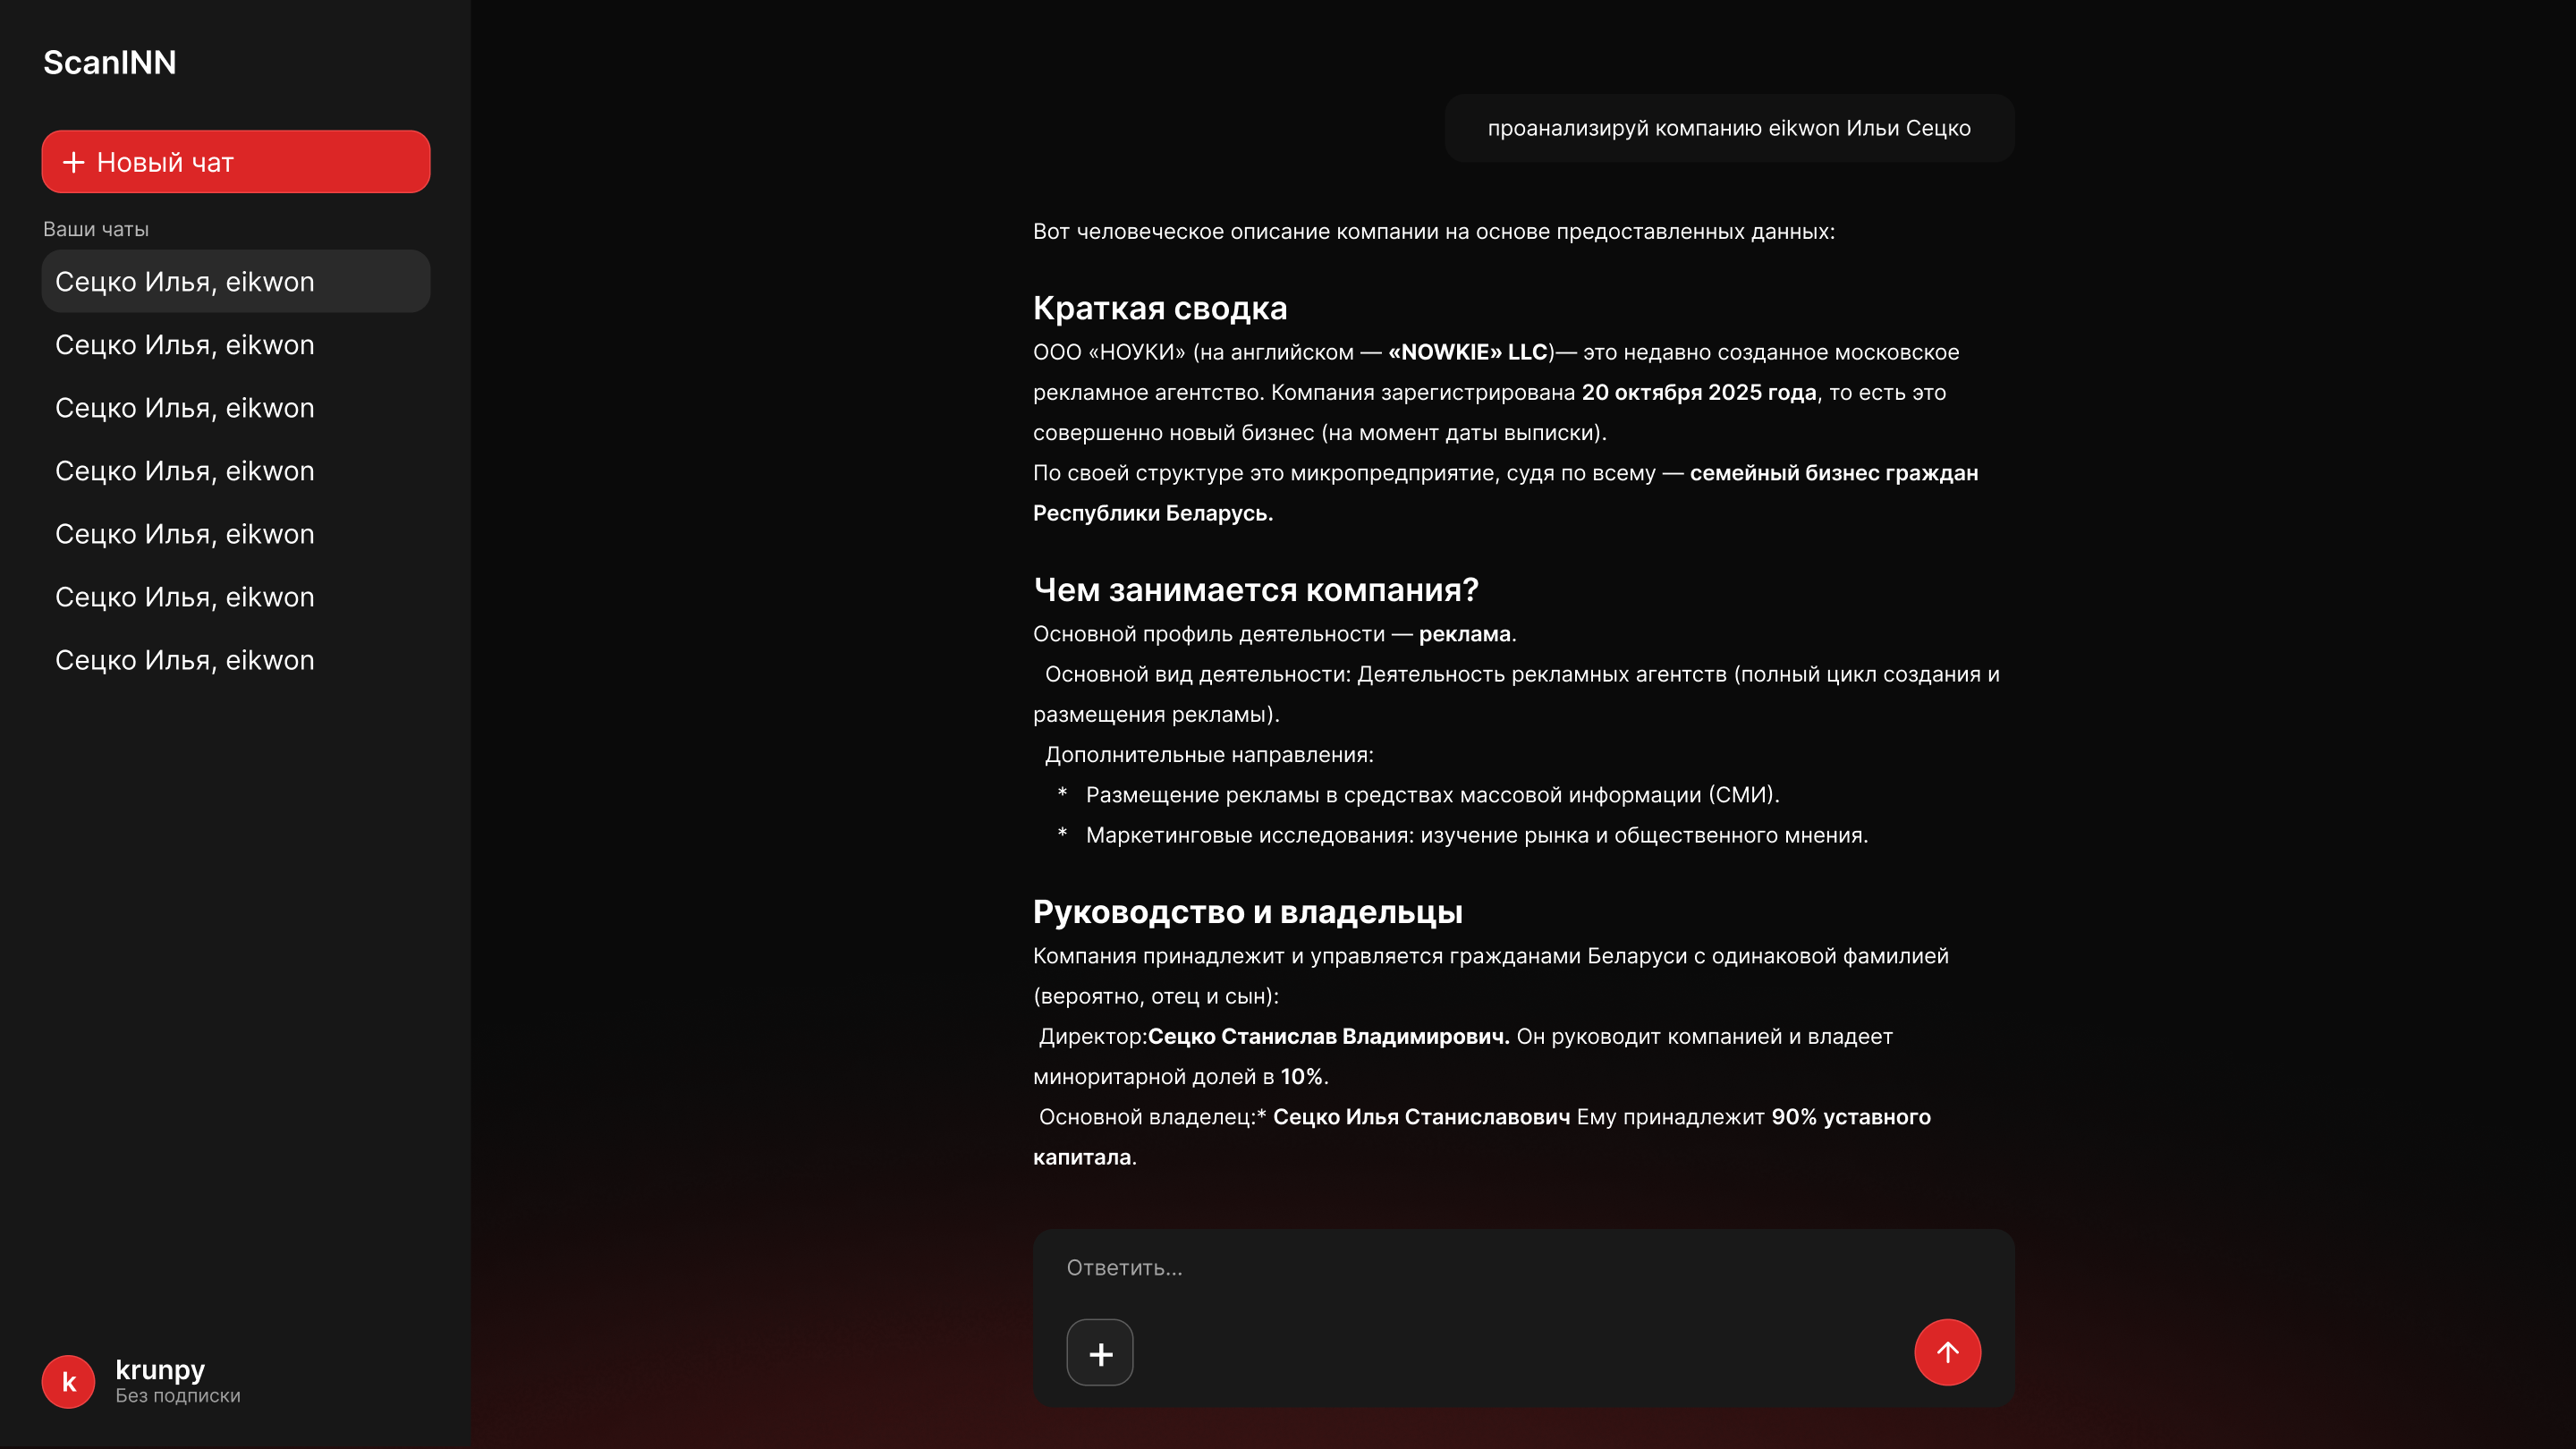 ScanINN
+ Новый чат
Ваши чаты
Сецко Илья, eikwon
Сецко Илья, eikwon
Сецко Илья, eikwon
Сецко Илья, eikwon
Сецко Илья, eikwon
Сецко Илья, eikwon
Сецко Илья, eikwon
k
krunpy
Без подписки
проанализируй компанию eikwon Ильи Сецко
Вот человеческое описание компании на основе предоставленных данных:
Краткая сводка
ООО «НОУКИ» (на английском — «NOWKIE» LLC)— это недавно созданное московское
рекламное агентство. Компания зарегистрирована 20 октября 2025 года, то есть это
совершенно новый бизнес (на момент даты выписки).
По своей структуре это микропредприятие, судя по всему — семейный бизнес граждан
Республики Беларусь.
Чем занимается компания?
Основной профиль деятельности — реклама.
Основной вид деятельности: Деятельность рекламных агентств (полный цикл создания и
размещения рекламы).
Дополнительные направления:
* Размещение рекламы в средствах массовой информации (СМИ).
* Маркетинговые исследования: изучение рынка и общественного мнения.
Руководство и владельцы
Компания принадлежит и управляется гражданами Беларуси с одинаковой фамилией
(вероятно, отец и сын):
Директор:Сецко Станислав Владимирович. Он руководит компанией и владеет
миноритарной долей в 10%.
Основной владелец:* Сецко Илья Станиславович Ему принадлежит 90% уставного
капитала.
Ответить...
+